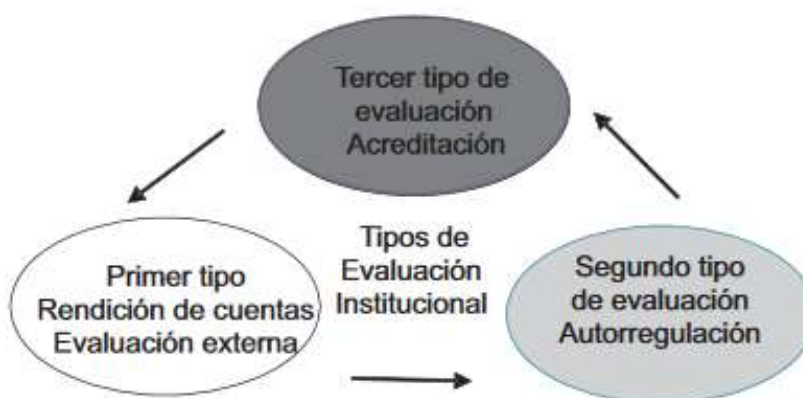 Tercer tipo de
evaluación
Acreditación
Tipos de
Evaluación
Institucional
Primer tipo
Rendición de cuentas
Evaluación externa
Segundo tipo
de evaluación
Autorregulación